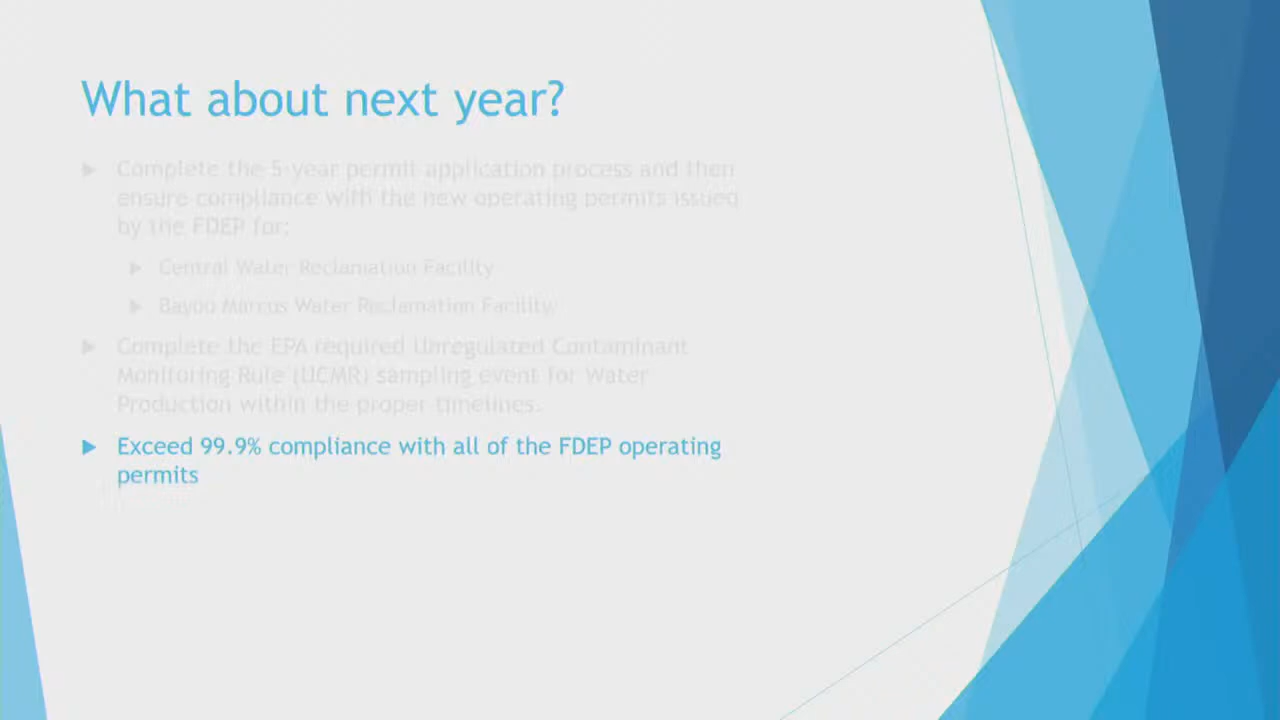 What about next year?
Complete the 5-year permit application process and then
ensure compliance with the new operating permits issued
by the FDEP for:
Central Water Reclamation Facility
Bayou Marcus Water Reclamation Facility
Complete the EPA required Unregulated Contaminant
Monitoring Rule (UCMR) sampling event for Water
Production within the proper timelines.
Exceed 99.9% compliance with all of the FDEP operating
permits